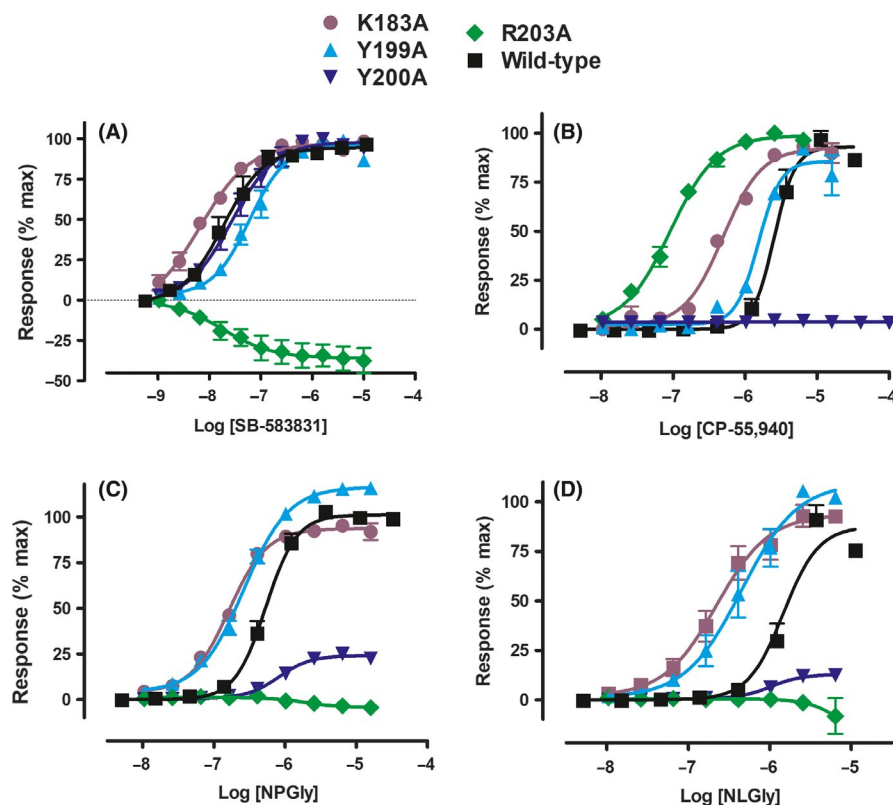 K183A
Y199A
Y200A
R203A
Wild-type
(A)
Response (% max)
100
75
50
25
0
−25
−50
−9 −8 −7 −6 −5 −4
Log [SB-583831]
(B)
Response (% max)
100
75
50
25
0
−8 −7 −6 −5 −4
Log [CP-55,940]
(C)
Response (% max)
100
75
50
25
0
−8 −7 −6 −5 −4
Log [NPGly]
(D)
Response (% max)
100
75
50
25
0
−8 −7 −6 −5
Log [NLGly]